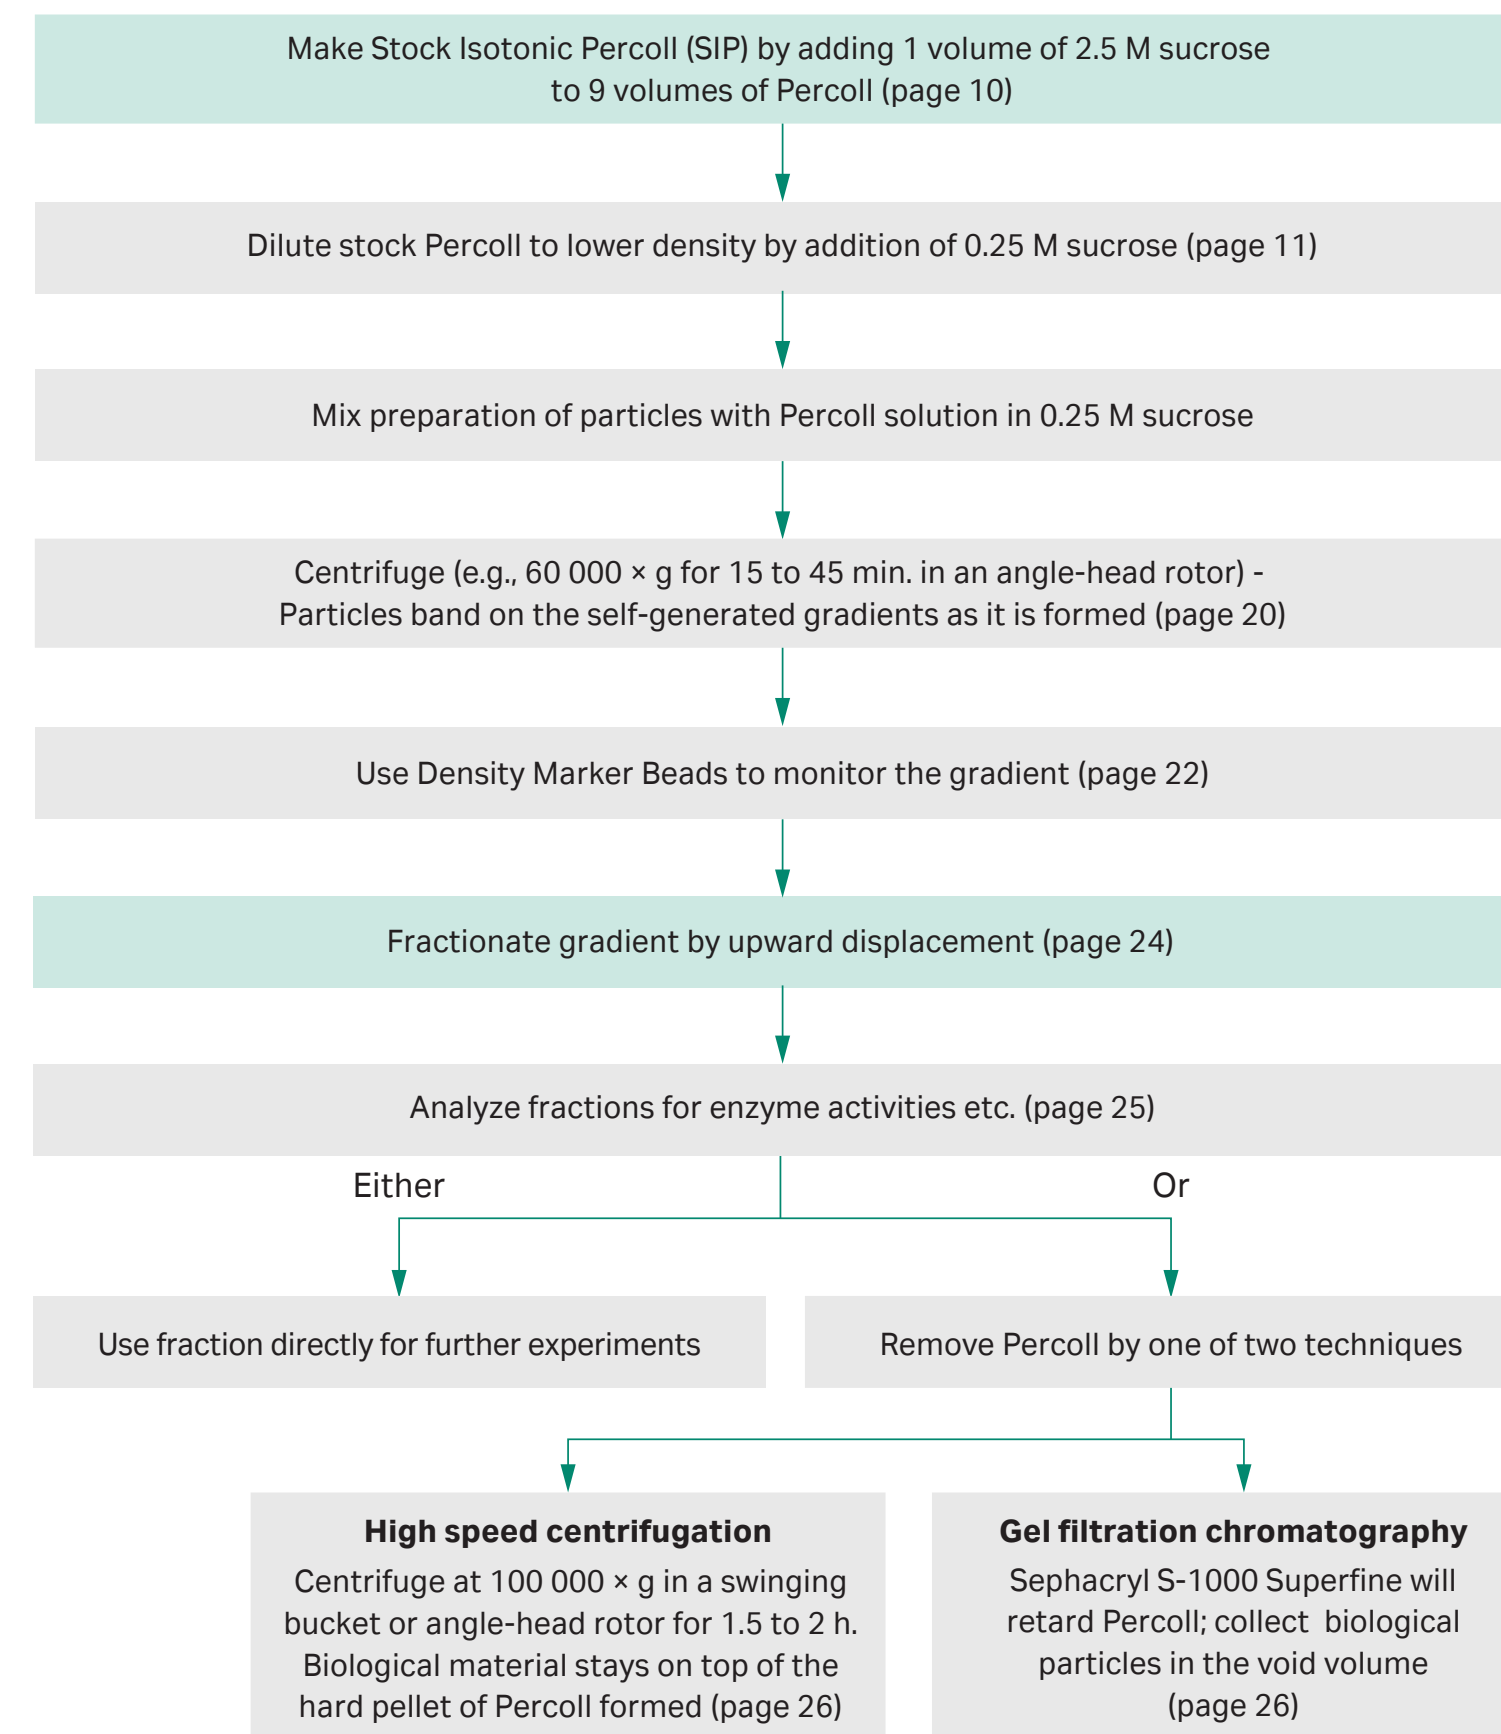 Make Stock Isotonic Percoll (SIP) by adding 1 volume of 2.5 M sucrose
to 9 volumes of Percoll (page 10)
Dilute stock Percoll to lower density by addition of 0.25 M sucrose (page 11)
Mix preparation of particles with Percoll solution in 0.25 M sucrose
Centrifuge (e.g., 60 000 × g for 15 to 45 min. in an angle-head rotor) -
Particles band on the self-generated gradients as it is formed (page 20)
Use Density Marker Beads to monitor the gradient (page 22)
Fractionate gradient by upward displacement (page 24)
Analyze fractions for enzyme activities etc. (page 25)
Either
Or
Use fraction directly for further experiments
Remove Percoll by one of two techniques
High speed centrifugation
Centrifuge at 100 000 × g in a swinging
bucket or angle-head rotor for 1.5 to 2 h.
Biological material stays on top of the
hard pellet of Percoll formed (page 26)
Gel filtration chromatography
Sephacryl S-1000 Superfine will
retard Percoll; collect biological
particles in the void volume
(page 26)